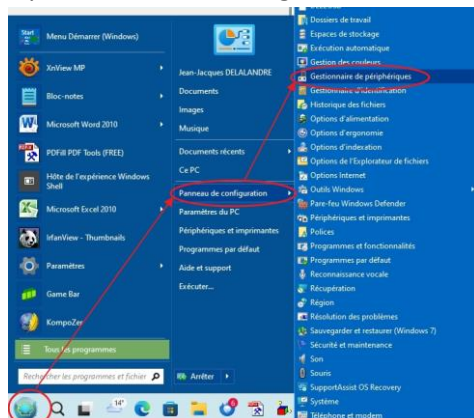 Menu Démarrer (Windows)
XnView MP
Bloc-notes
Microsoft Word 2010
PDFill PDF Tools (FREE)
Hôte de l'expérience Windows
Shell
Microsoft Excel 2010
IrfanView - Thumbnails
Paramètres
Game Bar
KompoZer
Tous les programmes
Rechercher les programmes et fichier
Jean-Jacques DELALANDRE
Documents
Images
Musique
Documents récents
Ce PC
Panneau de configuration
Paramètres du PC
Périphériques et imprimantes
Programmes par défaut
Aide et support
Exécuter...
Arrêter
Dossiers de travail
Espaces de stockage
Exécution automatique
Gestion des couleurs
Gestionnaire de périphériques
Gestionnaire d'identification
Historique des fichiers
Options d'alimentation
Options d'ergonomie
Options d'indexation
Options de l'Explorateur de fichiers
Options Internet
Outils Windows
Pare-feu Windows Defender
Périphériques et imprimantes
Polices
Programmes et fonctionnalités
Programmes par défaut
Reconnaissance vocale
Récupération
Région
Résolution des problèmes
Sauvegarder et restaurer (Windows 7)
Sécurité et maintenance
Son
Souris
SupportAssist OS Recovery
Système
Téléphone et modem
14°